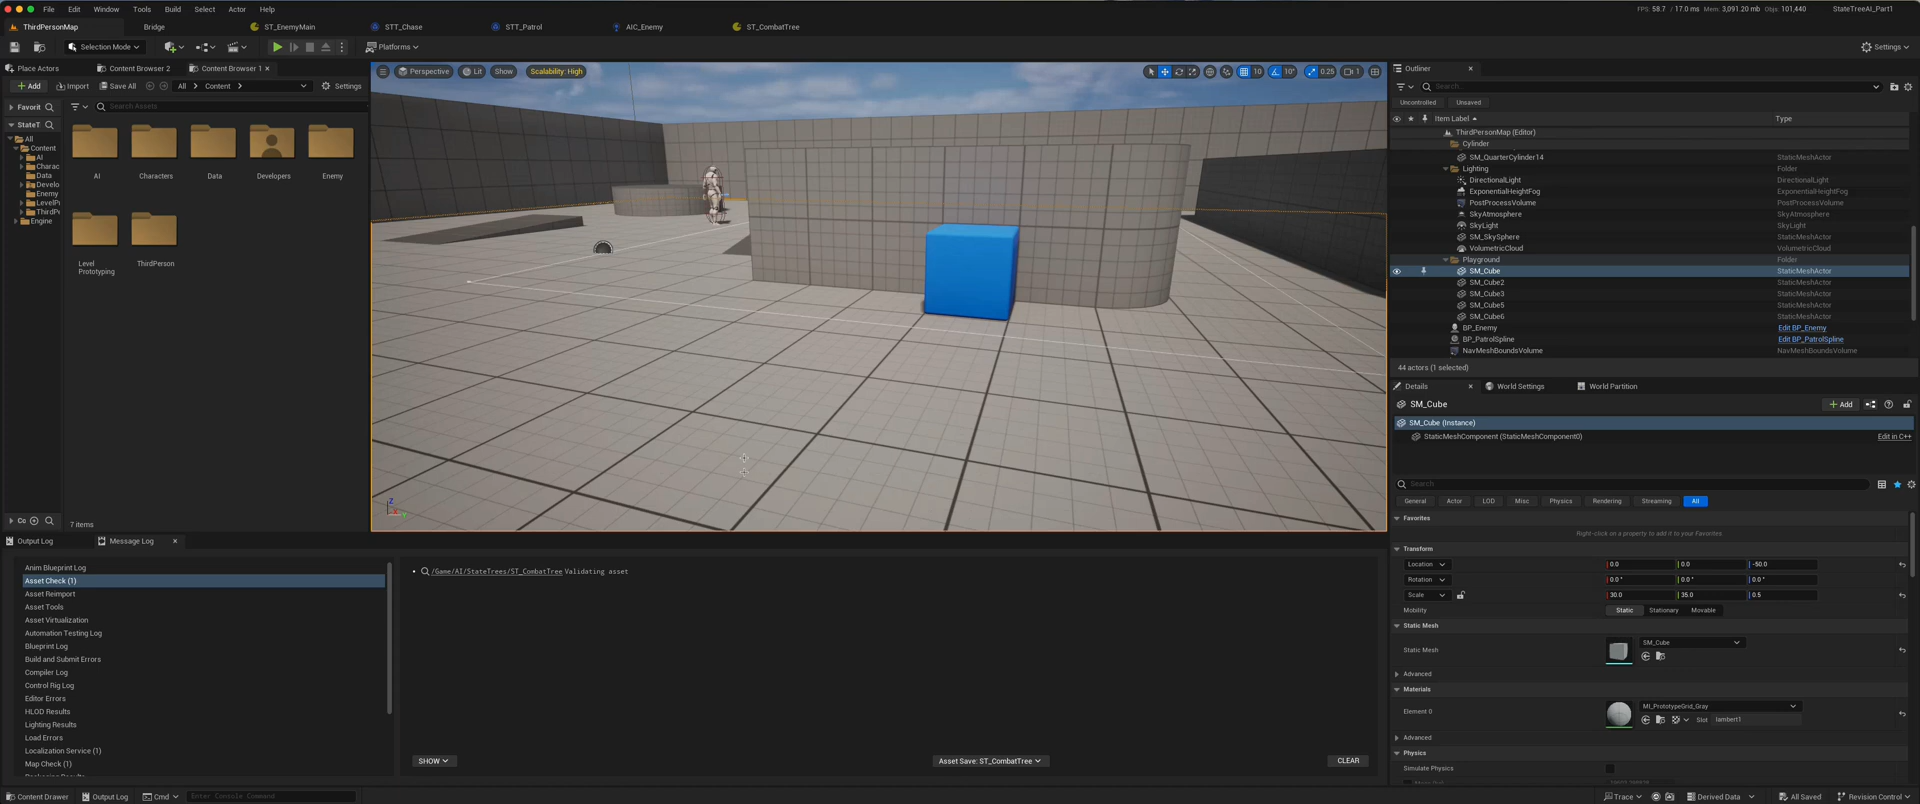 File Edit Window Tools Build Select Actor Help
FPS: 58.7 / 17.0 ms Mem: 3,091.20 mb Objs: 101,440
StateTreeAI_Part1
ThirdPersonMap Bridge ST_EnemyMain STT_Chase STT_Patrol AIC_Enemy ST_CombatTree
Selection Mode Platforms Settings
Place Actors Content Browser 2 Content Browser 1
Add Import Save All All Content Settings
Favorit
Search Assets
StateT
All
Content
AI
Charac
Data
Develo
Enemy
LevelPr
ThirdPe
Engine
AI Characters Data Developers Enemy
Level Prototyping
ThirdPerson
7 items
Perspective Lit Show Scalability: High
10 10° 0.25 1
Outliner
Search...
Uncontrolled Unsaved
Item Label Type
ThirdPersonMap (Editor)
Cylinder
SM_QuarterCylinder14 StaticMeshActor
Lighting Folder
DirectionalLight DirectionalLight
ExponentialHeightFog ExponentialHeightFog
PostProcessVolume PostProcessVolume
SkyAtmosphere SkyAtmosphere
SkyLight SkyLight
SM_SkySphere StaticMeshActor
VolumetricCloud VolumetricCloud
Playground Folder
SM_Cube StaticMeshActor
SM_Cube2 StaticMeshActor
SM_Cube3 StaticMeshActor
SM_Cube5 StaticMeshActor
SM_Cube6 StaticMeshActor
BP_Enemy Edit BP_Enemy
BP_PatrolSpline Edit BP_PatrolSpline
NavMeshBoundsVolume NavMeshBoundsVolume
44 actors (1 selected)
Details World Settings World Partition
SM_Cube
Add
SM_Cube (Instance)
StaticMeshComponent (StaticMeshComponent0) Edit in C++
Search
General Actor LOD Misc Physics Rendering Streaming All
Favorites
Right-click on a property to add it to your Favorites.
Transform
Location 0.0 0.0 -50.0
Rotation 0.0 ° 0.0 ° 0.0 °
Scale 30.0 35.0 0.5
Mobility Static Stationary Movable
Static Mesh
Static Mesh SM_Cube
Advanced
Materials
Element 0 MI_PrototypeGrid_Gray
Slot lambert1
Advanced
Physics
Simulate Physics
Output Log Message Log
Anim Blueprint Log
Asset Check (1)
Asset Reimport
Asset Tools
Asset Virtualization
Automation Testing Log
Blueprint Log
Build and Submit Errors
Compiler Log
Control Rig Log
Editor Errors
HLOD Results
Lighting Results
Load Errors
Localization Service (1)
Map Check (1)
/Game/AI/StateTrees/ST_CombatTree Validating asset
SHOW Asset Save: ST_CombatTree CLEAR
Content Drawer Output Log Cmd Enter Console Command
Trace Derived Data All Saved Revision Control